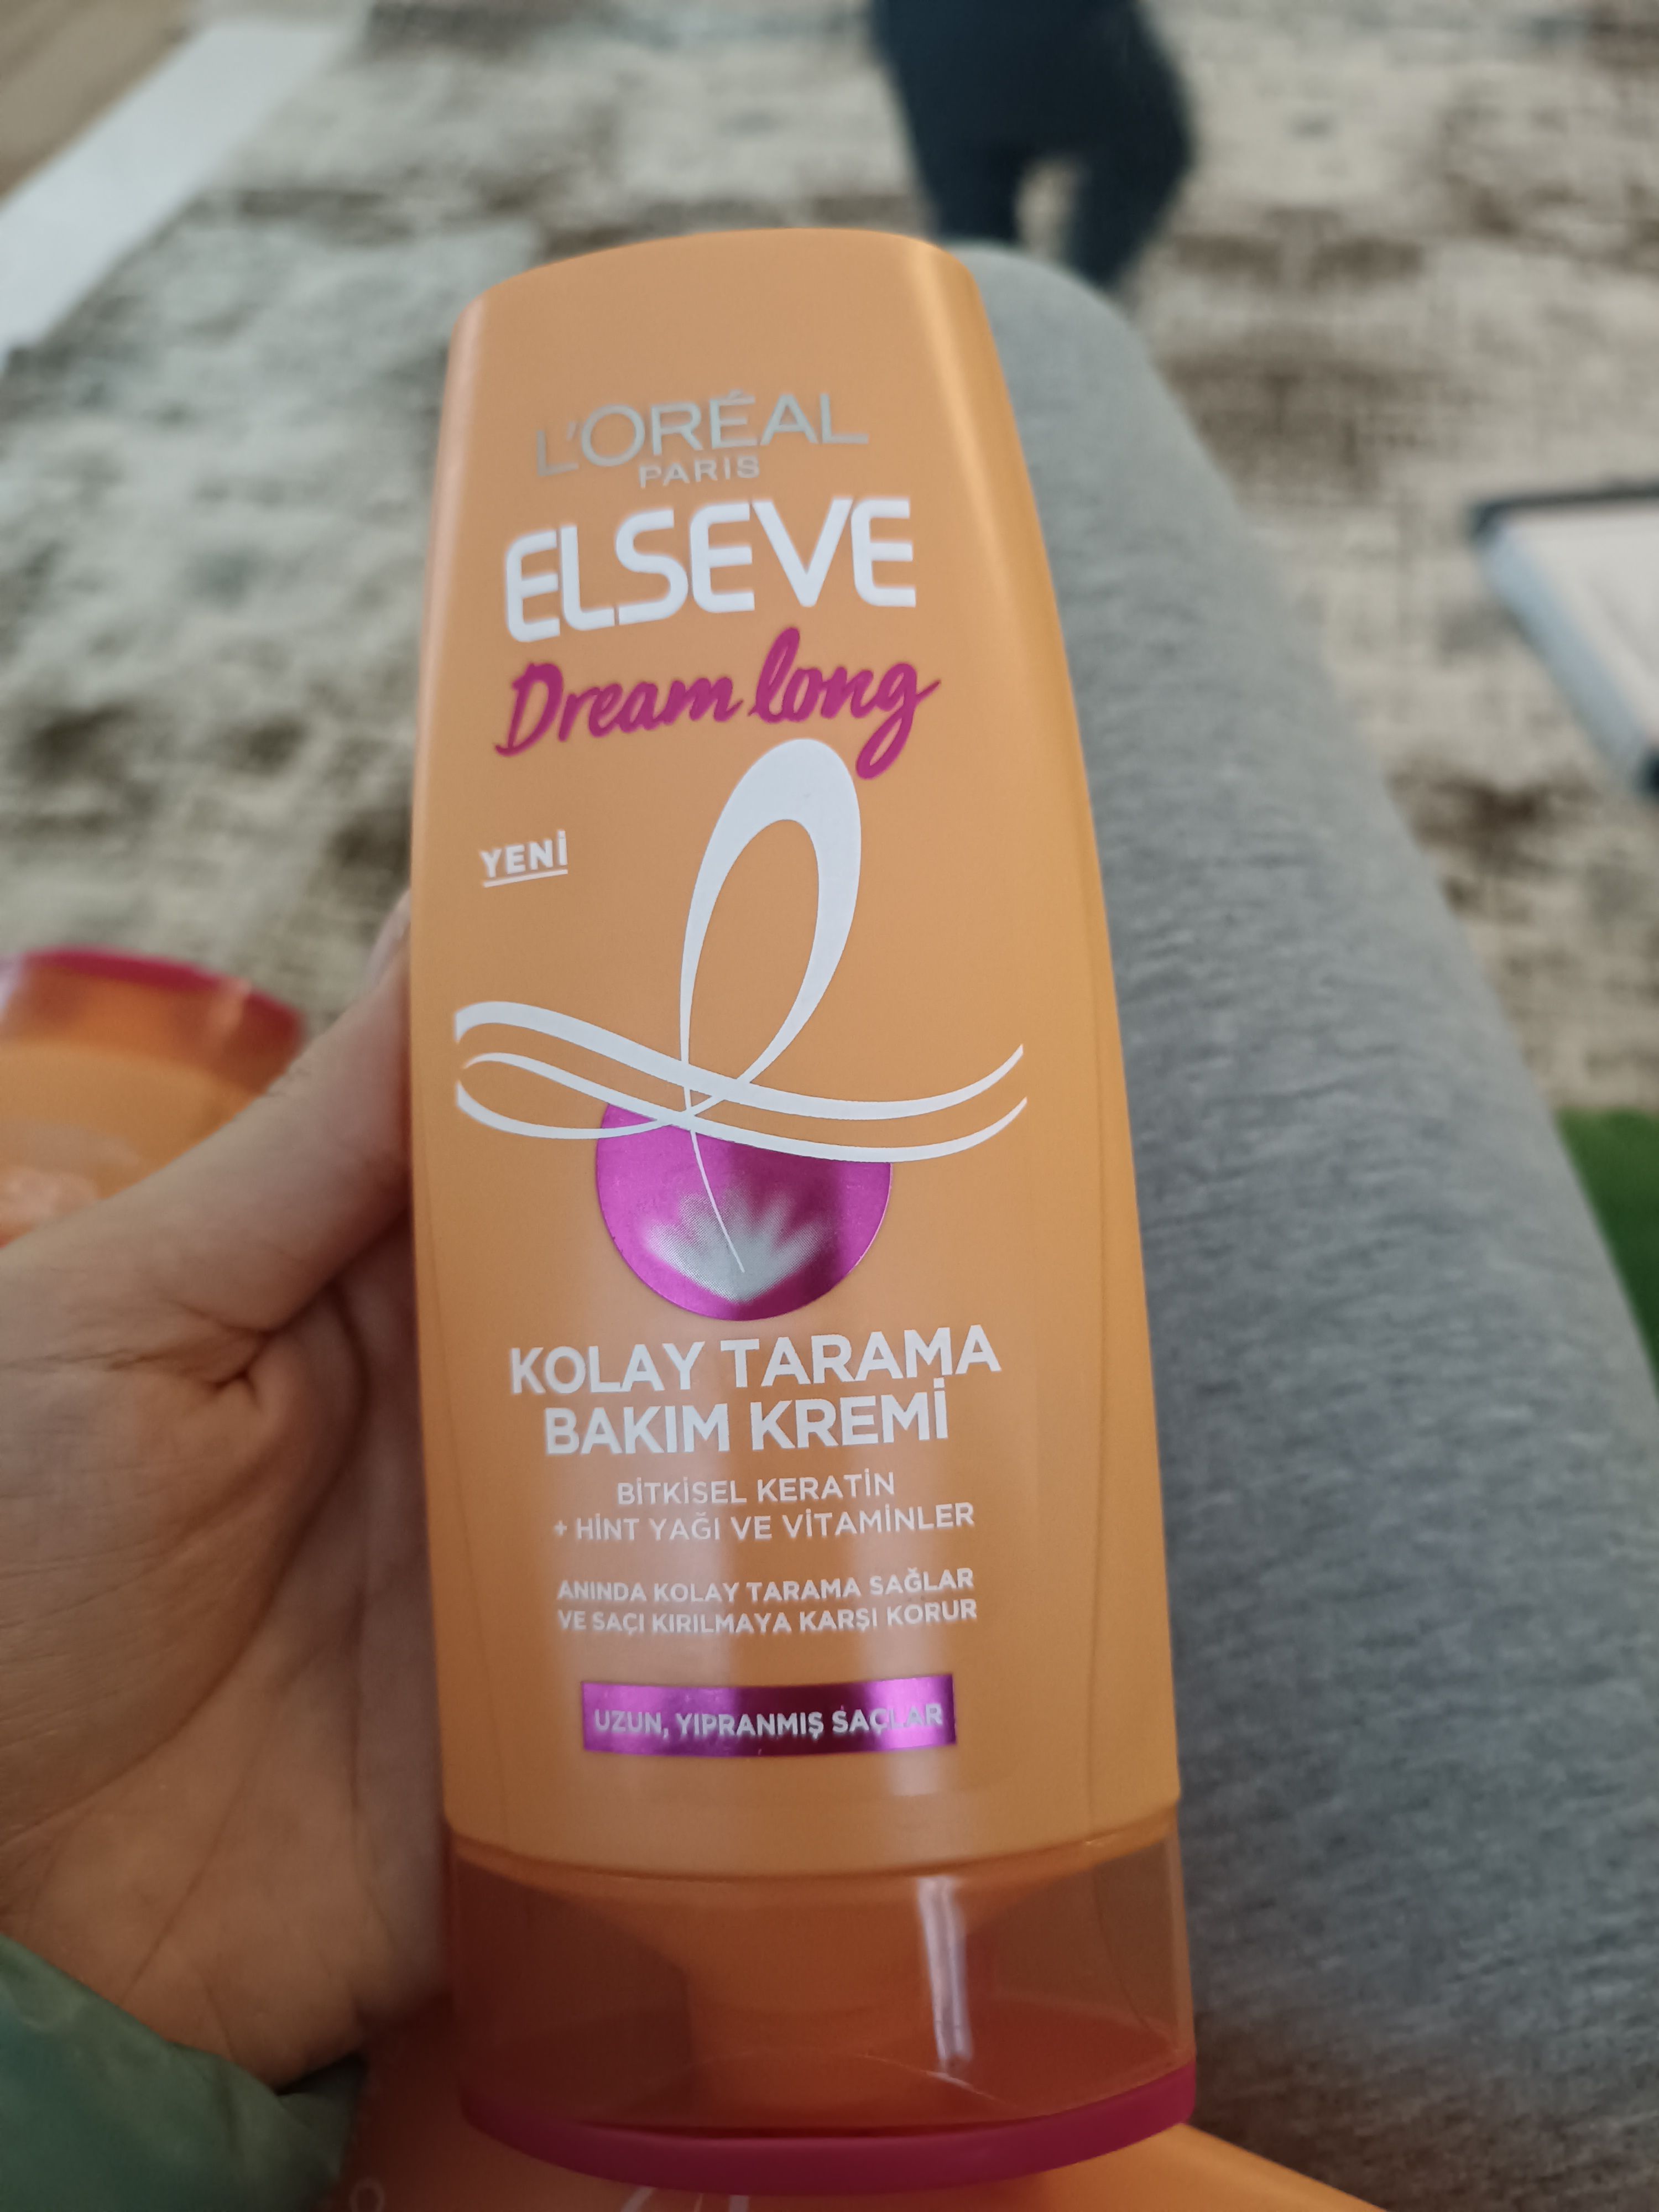 L'ORÉAL
PARIS
ELSEVE
Dream long
YENİ
KOLAY TARAMA
BAKIM KREMİ
BİTKİSEL KERATİN
+ HİNT YAĞI VE VİTAMİNLER
ANINDA KOLAY TARAMA SAĞLAR
VE SAÇI KIRILMAYA KARŞI KORUR
UZUN, YIPRANMIŞ SAÇLAR